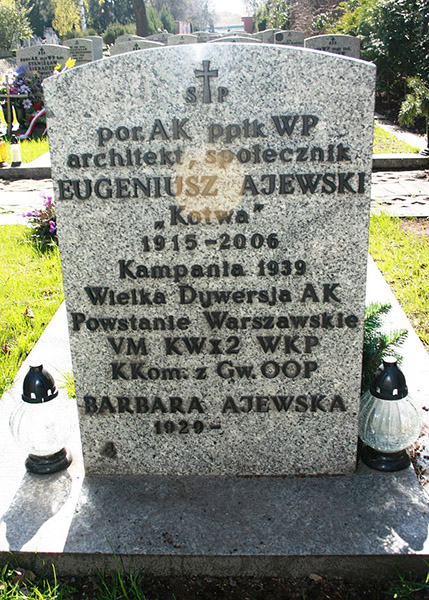 S P
por. AK ppłk WP
architekt, społecznik
EUGENIUSZ AJEWSKI
„Kotwa”
1915-2006
Kampania 1939
Wielka Dywersja AK
Powstanie Warszawskie
VM KWx2 WKP
KKom. z Gw. OOP
BARBARA AJEWSKA
1920-